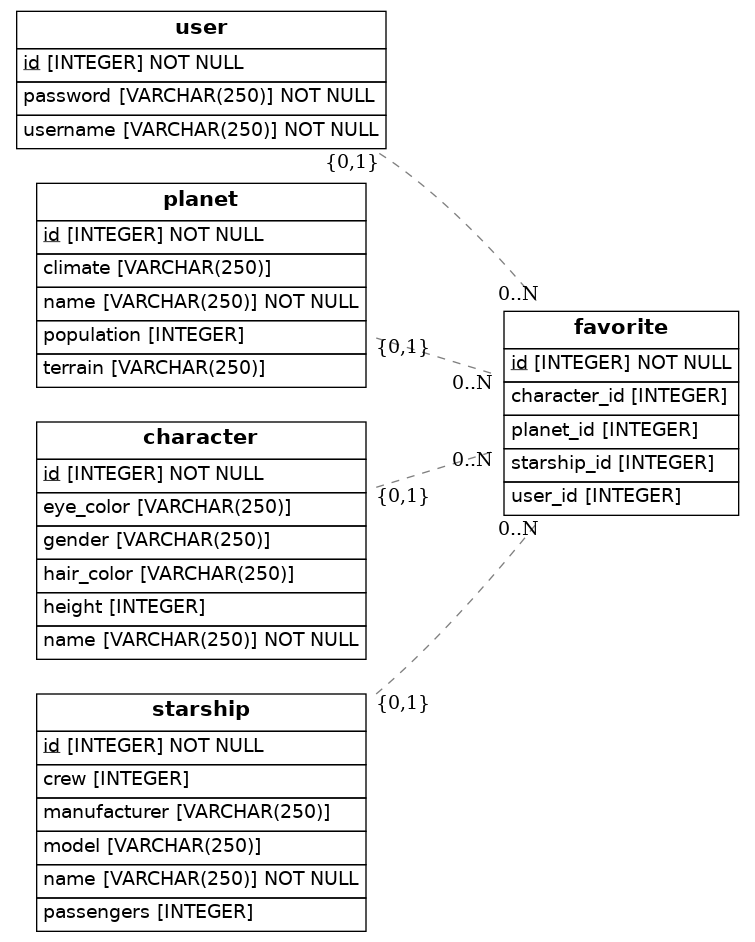 user
id [INTEGER] NOT NULL
password [VARCHAR(250)] NOT NULL
username [VARCHAR(250)] NOT NULL
{0,1}
0..N
planet
id [INTEGER] NOT NULL
climate [VARCHAR(250)]
name [VARCHAR(250)] NOT NULL
population [INTEGER]
terrain [VARCHAR(250)]
{0,1}
0..N
favorite
id [INTEGER] NOT NULL
character_id [INTEGER]
planet_id [INTEGER]
starship_id [INTEGER]
user_id [INTEGER]
character
id [INTEGER] NOT NULL
eye_color [VARCHAR(250)]
gender [VARCHAR(250)]
hair_color [VARCHAR(250)]
height [INTEGER]
name [VARCHAR(250)] NOT NULL
0..N
{0,1}
0..N
starship
id [INTEGER] NOT NULL
crew [INTEGER]
manufacturer [VARCHAR(250)]
model [VARCHAR(250)]
name [VARCHAR(250)] NOT NULL
passengers [INTEGER]
{0,1}